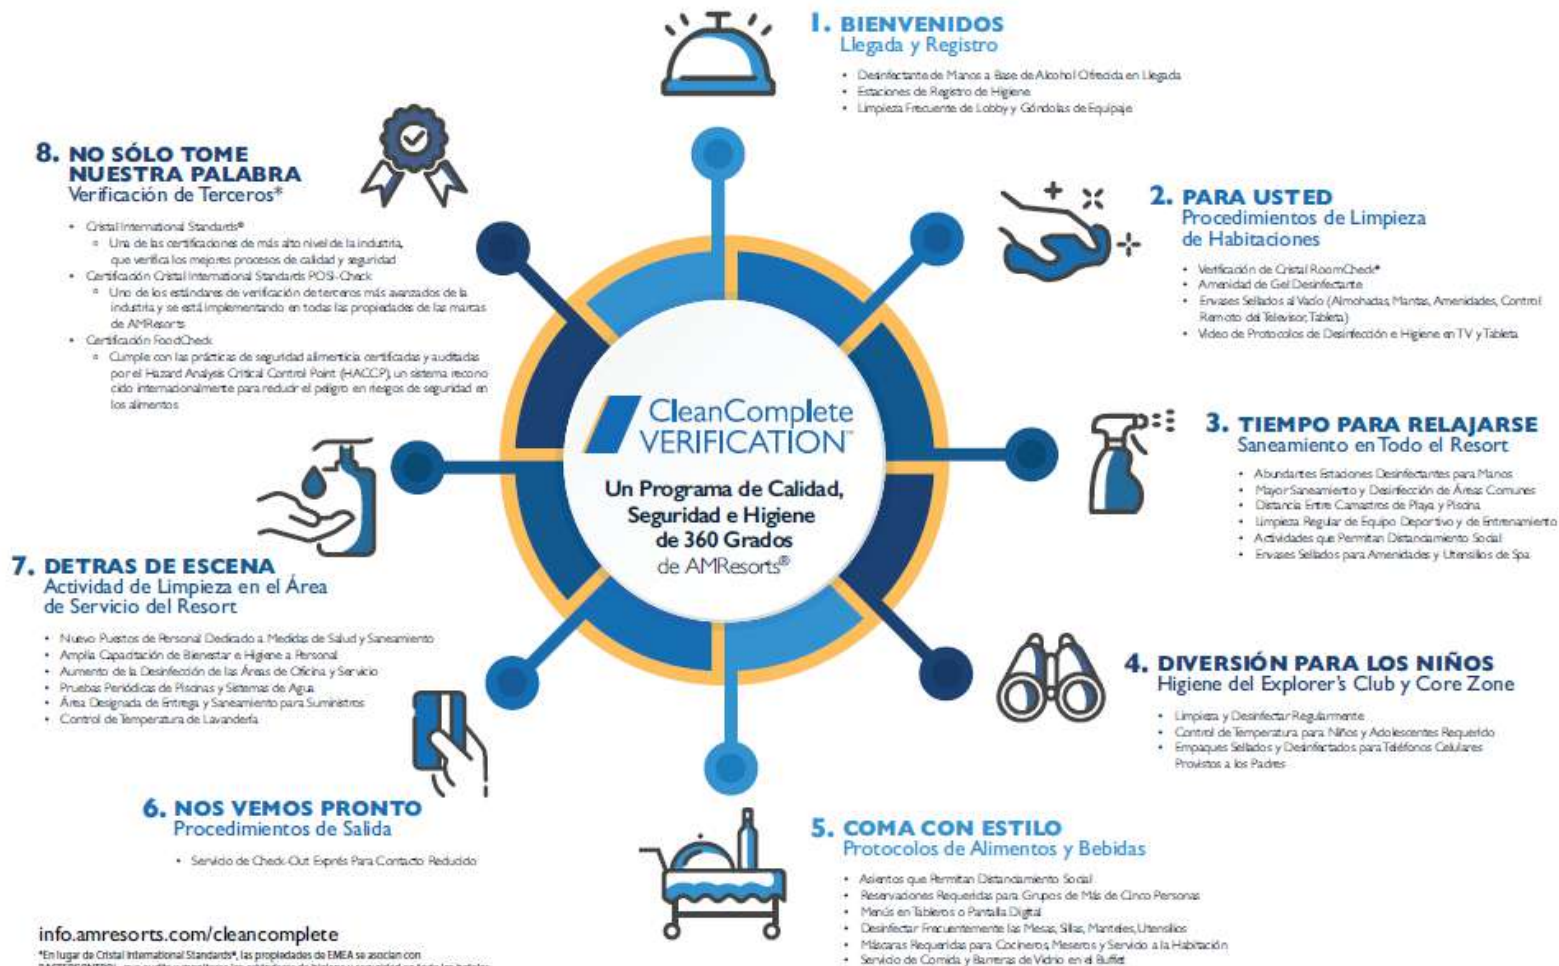 1. BIENVENIDOS
Llegada y Registro
• Desinfectante de Manos a Base de Alcohol Ofrecida en Llegada
• Estaciones de Registro de Higiene
• Limpieza Frecuente de Lobby y Góndolas de Equipaje
2. PARA USTED
Procedimientos de Limpieza
de Habitaciones
• Verificación de Cristal RoomCheck*
• Amenidad de Gel Desinfectante
• Envases Sellados al Vacío (Almohadas, Mantas, Amenidades, Control
Remoto del Televisor, Tableta)
• Video de Protocolos de Desinfección e Higiene en TV y Tableta
3. TIEMPO PARA RELAJARSE
Saneamiento en Todo el Resort
• Abundantes Estaciones Desinfectantes para Manos
• Mayor Saneamiento y Desinfección de Áreas Comunes
• Distancia Entre Camastros de Playa y Piscina
• Limpieza Regular de Equipo Deportivo y de Entrenamiento
• Actividades que Permitan Distanciamiento Social
• Envases Sellados para Amenidades y Utensilios de Spa
4. DIVERSIÓN PARA LOS NIÑOS
Higiene del Explorer's Club y Core Zone
• Limpieza y Desinfectar Regularmente
• Control de Temperatura para Niños y Adolescentes Requerido
• Empaques Sellados y Desinfectados para Teléfonos Celulares
Provistos a los Padres
5. COMA CON ESTILO
Protocolos de Alimentos y Bebidas
• Asientos que Permitan Distanciamiento Social
• Reservaciones Requeridas para Grupos de Más de Cinco Personas
• Menús en Tableros o Pantalla Digital
• Desinfectar Frecuentemente las Mesas, Sillas, Manteles, Utensilios
• Máscaras Requeridas para Cocineros, Meseros y Servicio a la Habitación
• Servicio de Comida y Barreras de Vidrio en el Buffet
6. NOS VEMOS PRONTO
Procedimientos de Salida
• Servicio de Check-Out Exprés Para Contacto Reducido
7. DETRAS DE ESCENA
Actividad de Limpieza en el Área
de Servicio del Resort
• Nuevo Puestos de Personal Dedicado a Medidas de Salud y Saneamiento
• Amplia Capacitación de Bienestar e Higiene a Personal
• Aumento de la Desinfección de las Áreas de Oficina y Servicio
• Pruebas Periódicas de Piscinas y Sistemas de Agua
• Área Designada de Entrega y Saneamiento para Suministros
• Control de Temperatura de Lavandería
8. NO SÓLO TOME
NUESTRA PALABRA
Verificación de Terceros*
• Cristal International Standards®
Una de las certificaciones de más alto nivel de la industria,
que verifica los mejores procesos de calidad y seguridad
• Certificación Cristal International Standards POSI-Check
Uno de los estándares de verificación de terceros más avanzados de la
industria y se está implementando en todas las propiedades de las marcas
de AMResorts
• Certificación FoodCheck
Cumple con las prácticas de seguridad alimenticia certificadas y auditadas
por el Hazard Analysis Critical Control Point (HACCP), un sistema recono
cido internacionalmente para reducir el peligro en riesgos de seguridad en
los alimentos
CleanComplete
VERIFICATION™
Un Programa de Calidad,
Seguridad e Higiene
de 360 Grados
de AMResorts®
info.amresorts.com/cleancomplete
*En lugar de Cristal International Standards®, las propiedades de EMEA se asocian con